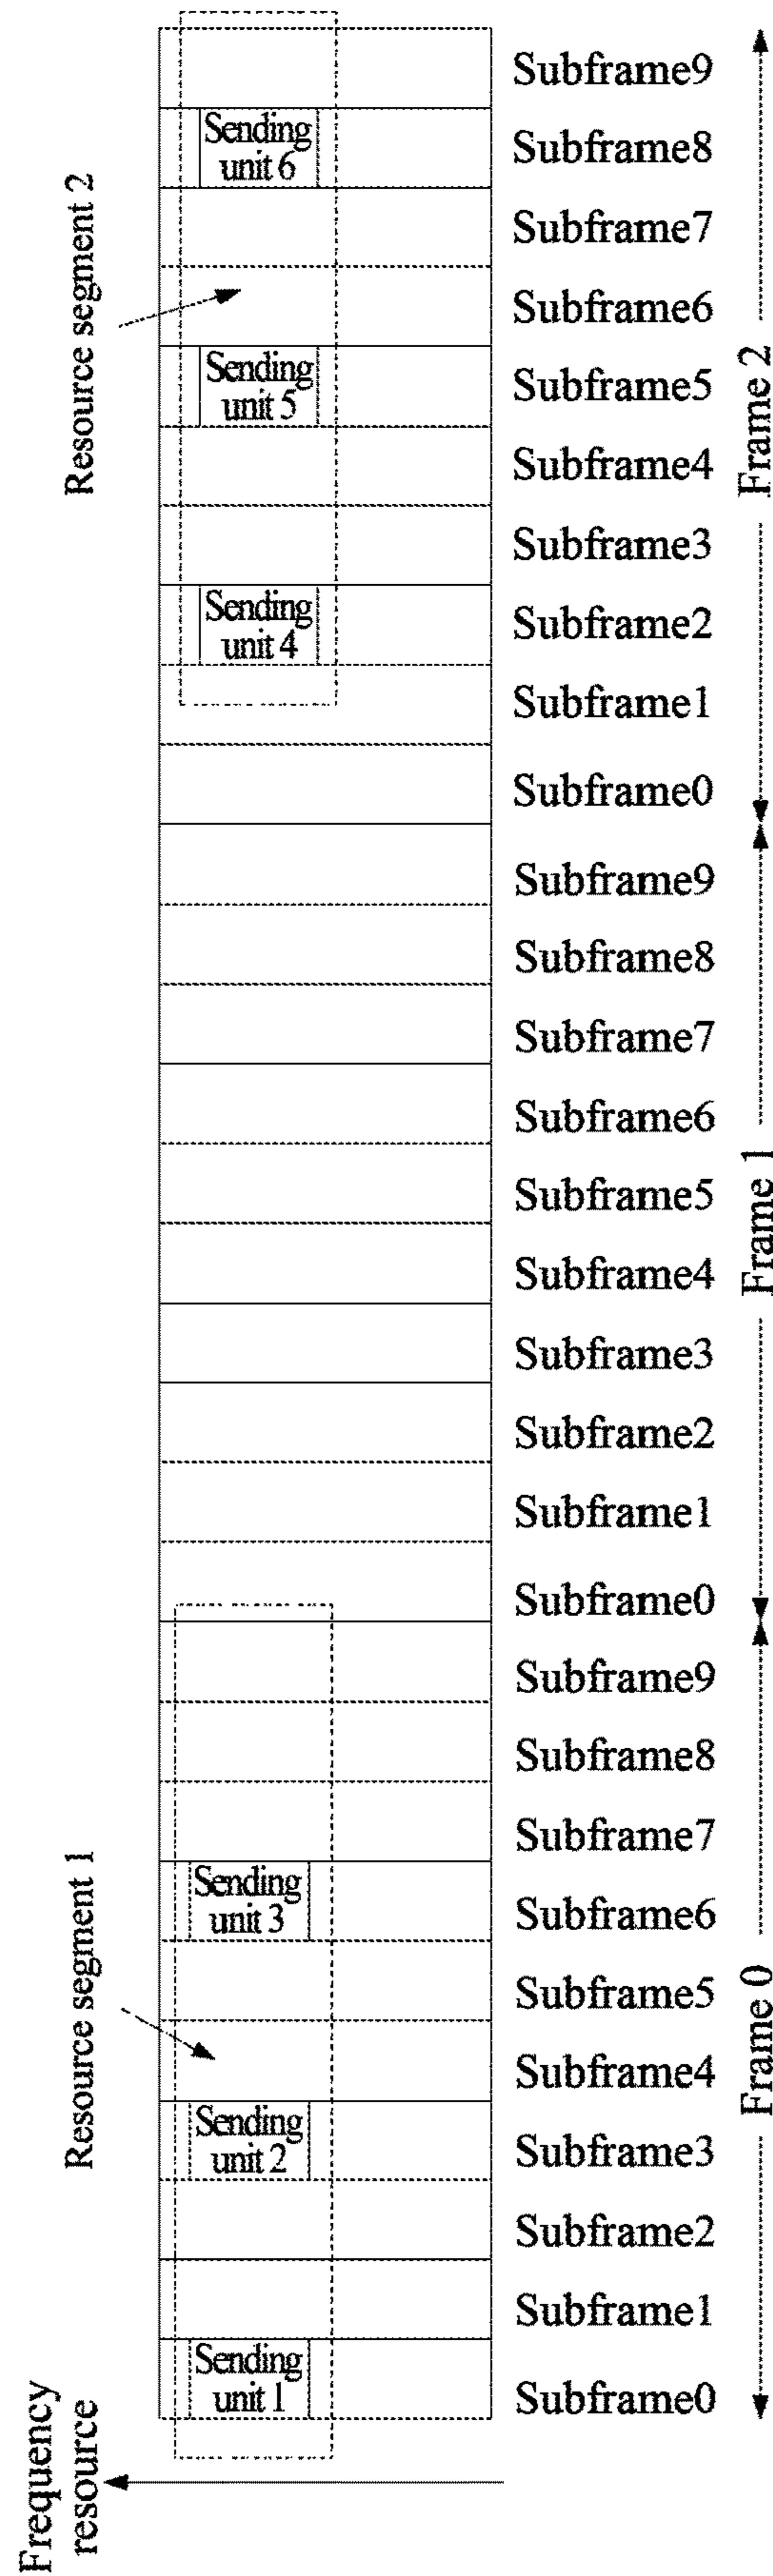 Subframe9
Sending
unit 6
Subframe8
Subframe7
Resource segment 2
Subframe6
Sending
unit 5
Subframe5
Frame 2
Subframe4
Subframe3
Sending
unit 4
Subframe2
Subframe1
Subframe0
Subframe9
Subframe8
Subframe7
Subframe6
Subframe5
Frame 1
Subframe4
Subframe3
Subframe2
Subframe1
Subframe0
Subframe9
Subframe8
Subframe7
Sending
unit 3
Subframe6
Resource segment 1
Subframe5
Frame 0
Subframe4
Sending
unit 2
Subframe3
Subframe2
Subframe1
Sending
unit 1
Subframe0
Frequency
resource